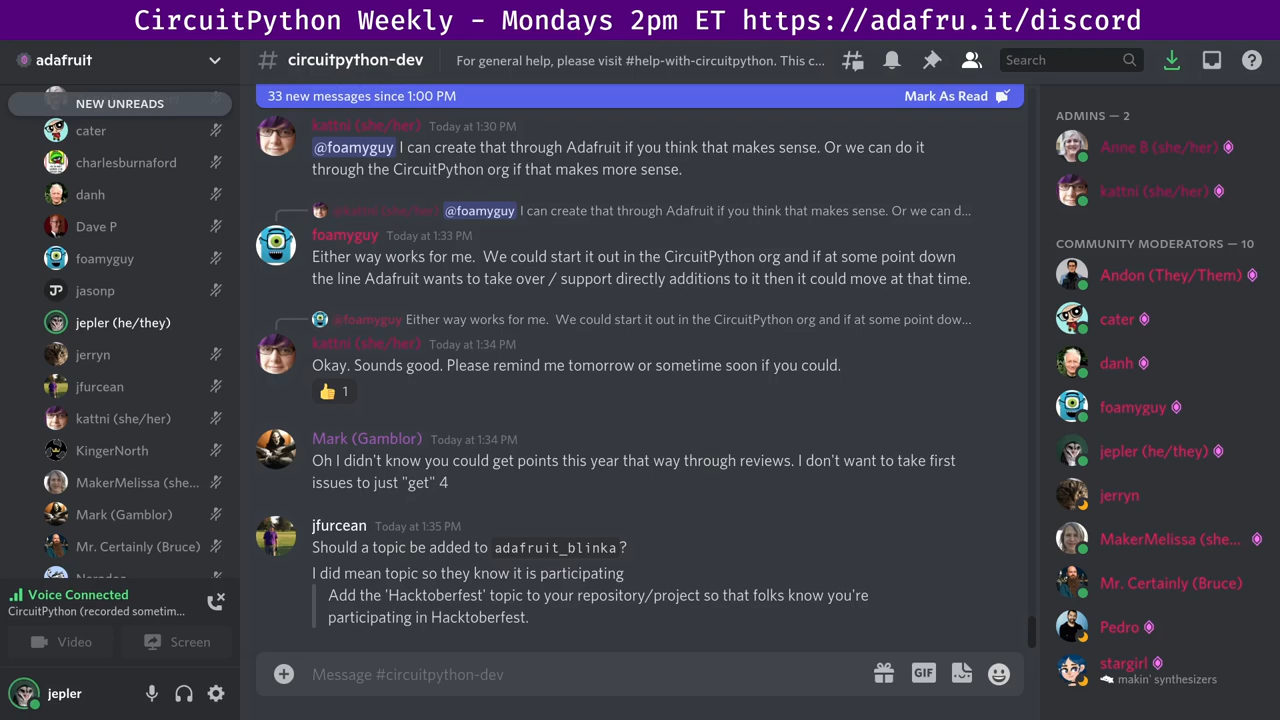 CircuitPython Weekly - Mondays 2pm ET https://adafru.it/discord
adafruit
NEW UNREADS
cater
charlesburnaford
danh
Dave P
foamyguy
jasonp
jepler (he/they)
jerryn
jfurcean
kattni (she/her)
KingerNorth
MakerMelissa (she...
Mark (Gamblor)
Mr. Certainly (Bruce)
Voice Connected
CircuitPython (recorded sometim...
Video
Screen
jepler
# circuitpython-dev
For general help, please visit #help-with-circuitpython. This c...
Search
33 new messages since 1:00 PM
Mark As Read
kattni (she/her) Today at 1:30 PM
@foamyguy I can create that through Adafruit if you think that makes sense. Or we can do it
through the CircuitPython org if that makes more sense.
@kattni (she/her) @foamyguy I can create that through Adafruit if you think that makes sense. Or we can d...
foamyguy Today at 1:33 PM
Either way works for me. We could start it out in the CircuitPython org and if at some point down
the line Adafruit wants to take over / support directly additions to it then it could move at that time.
@foamyguy Either way works for me. We could start it out in the CircuitPython org and if at some point dow...
kattni (she/her) Today at 1:34 PM
Okay. Sounds good. Please remind me tomorrow or sometime soon if you could.
👍 1
Mark (Gamblor) Today at 1:34 PM
Oh I didn't know you could get points this year that way through reviews. I don't want to take first
issues to just "get" 4
jfurcean Today at 1:35 PM
Should a topic be added to adafruit_blinka?
I did mean topic so they know it is participating
Add the 'Hacktoberfest' topic to your repository/project so that folks know you're
participating in Hacktoberfest.
Message #circuitpython-dev
GIF
ADMINS — 2
Anne B (she/her)
kattni (she/her)
COMMUNITY MODERATORS — 10
Andon (They/Them)
cater
danh
foamyguy
jepler (he/they)
jerryn
MakerMelissa (she...
Mr. Certainly (Bruce)
Pedro
stargirl
makin' synthesizers